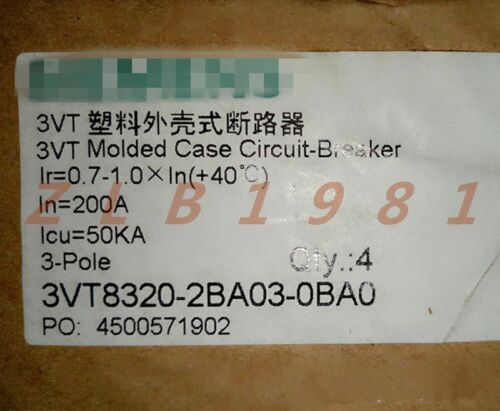 3VT 塑料外壳式断路器
3VT Molded Case Circuit-Breaker
Ir=0.7-1.0×In(+40℃)
In=200A
Icu=50KA
3-Pole Qty.:4
3VT8320-2BA03-0BA0
PO: 4500571902
ZLB1981